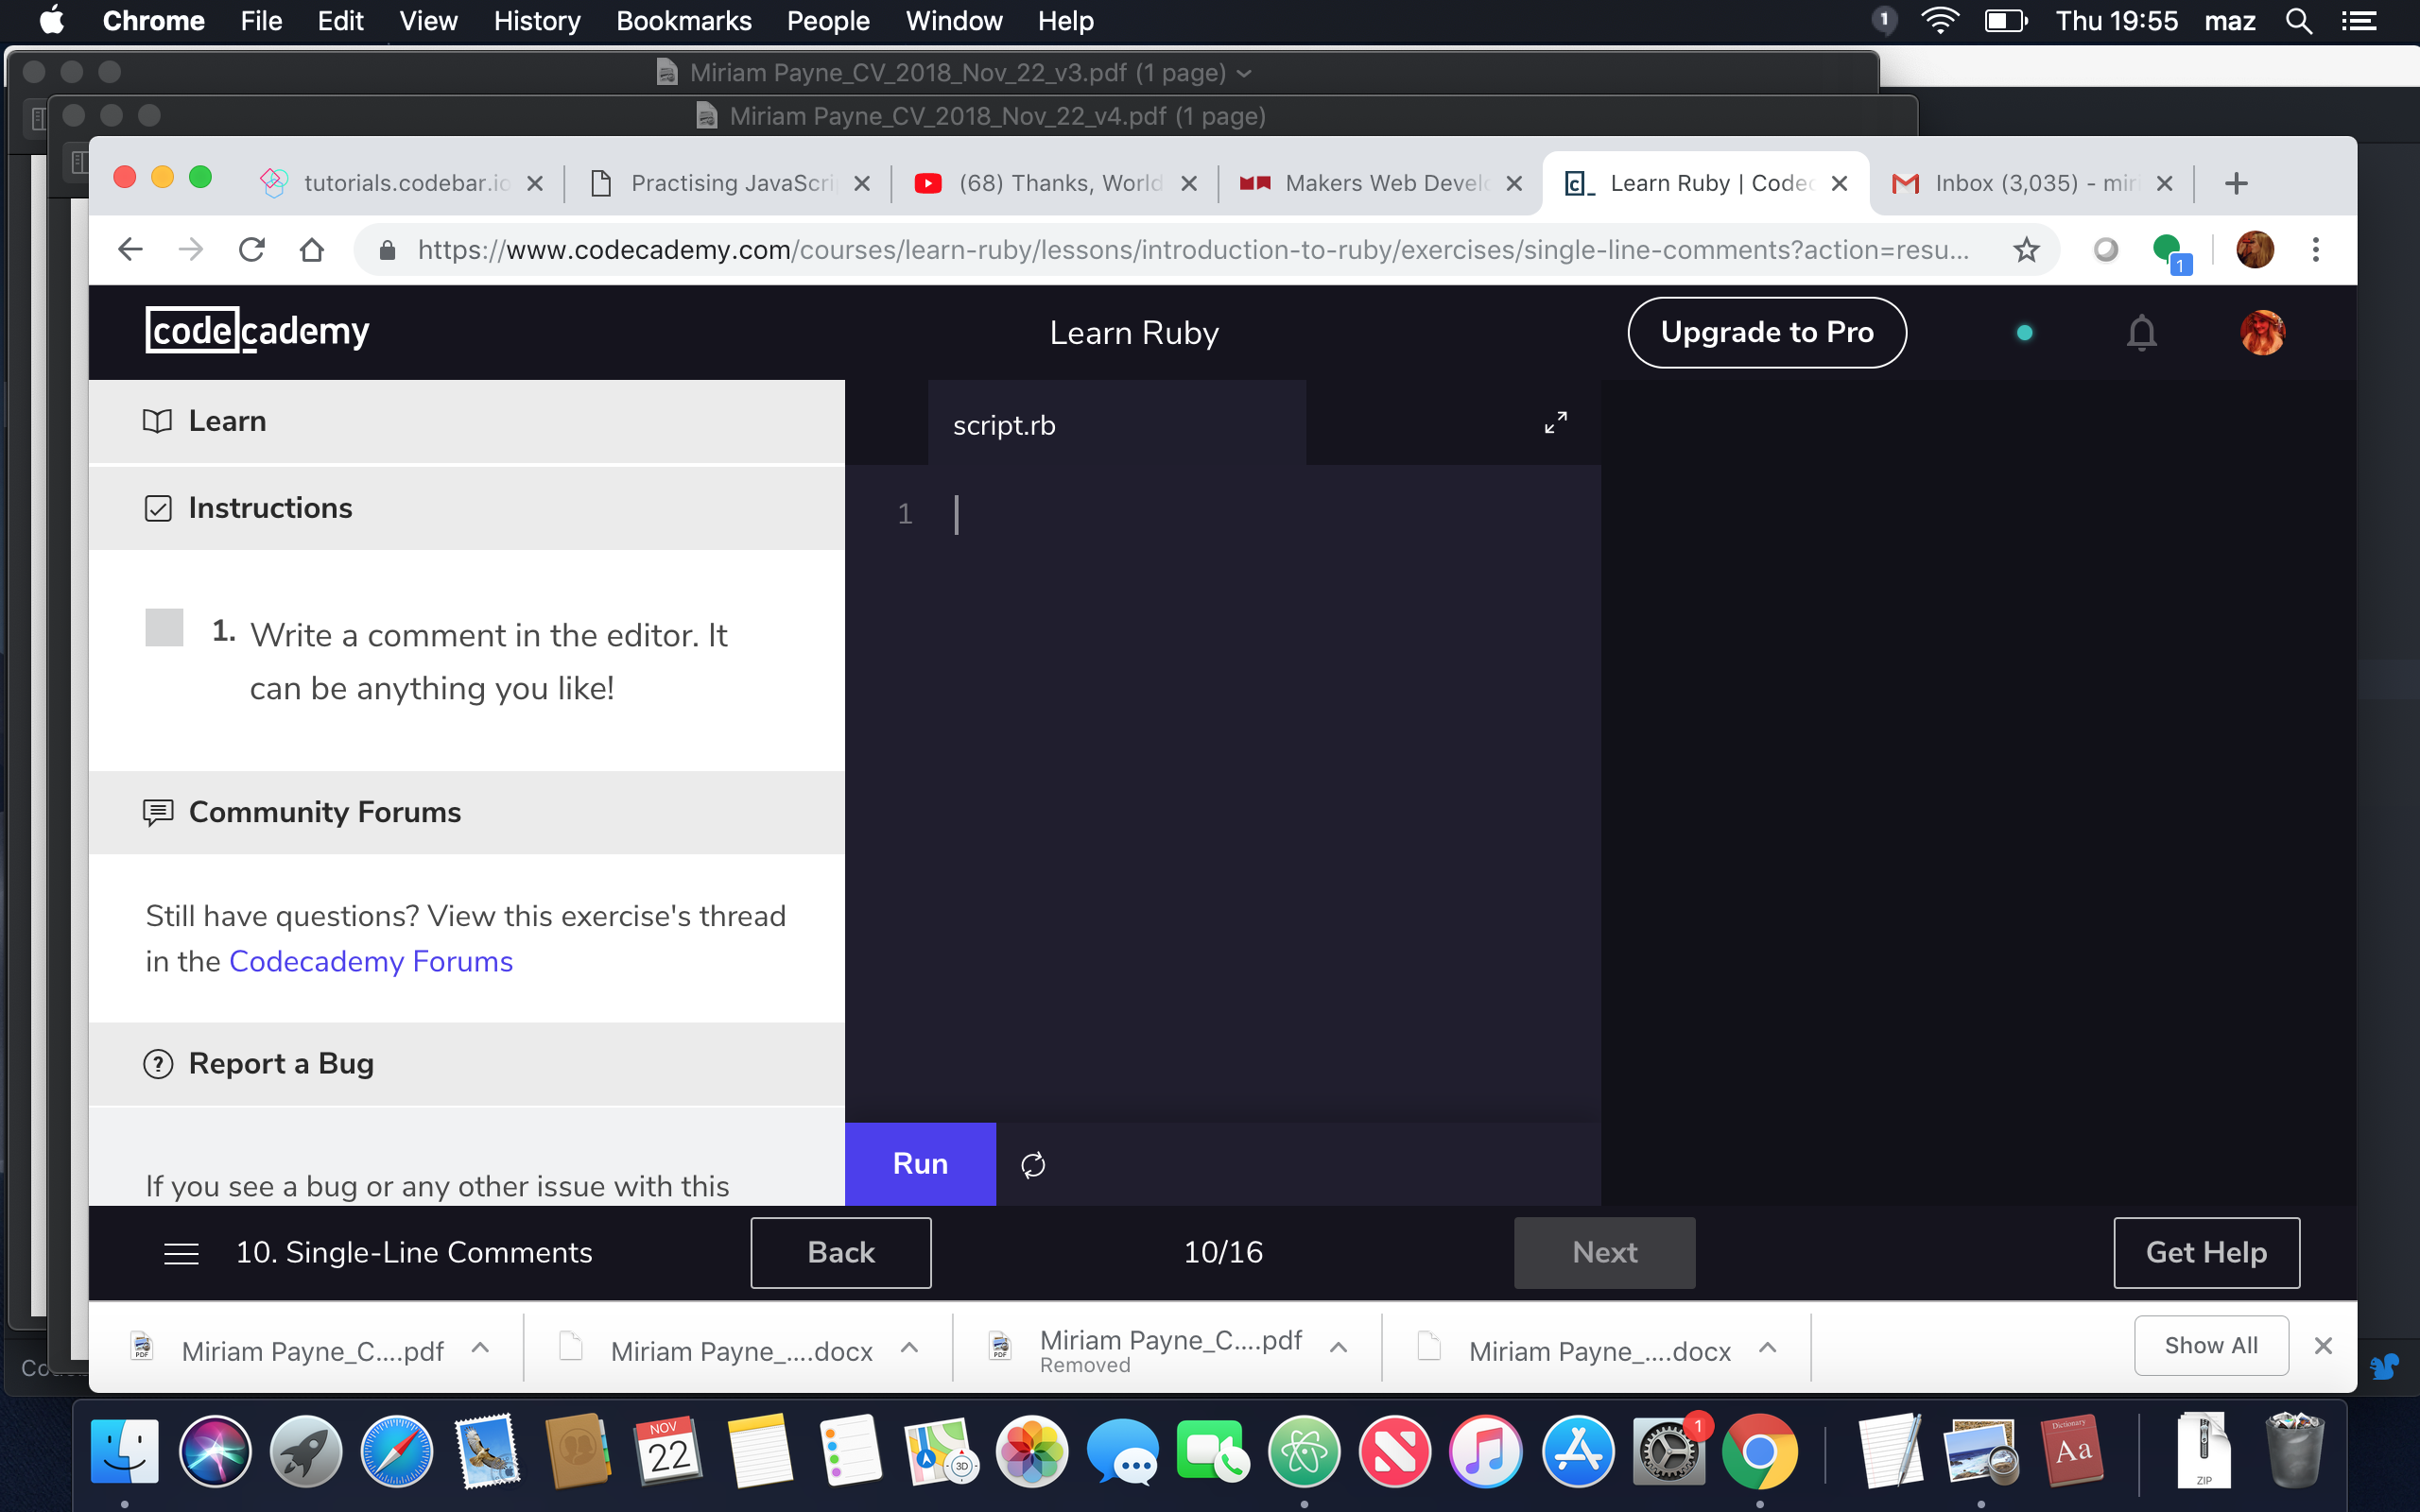 Chrome File Edit View History Bookmarks People Window Help 1 Thu 19:55 maz
Miriam Payne_CV_2018_Nov_22_v3.pdf (1 page)
Miriam Payne_CV_2018_Nov_22_v4.pdf (1 page)
tutorials.codebar.io Practising JavaScri (68) Thanks, World Makers Web Develo Learn Ruby | Codec Inbox (3,035) - miri
https://www.codecademy.com/courses/learn-ruby/lessons/introduction-to-ruby/exercises/single-line-comments?action=resu... 1
codecademy Learn Ruby Upgrade to Pro
Learn
script.rb
Instructions
1
1. Write a comment in the editor. It
can be anything you like!
Community Forums
Still have questions? View this exercise's thread
in the Codecademy Forums
Report a Bug
If you see a bug or any other issue with this
Run
10. Single-Line Comments Back 10/16 Next Get Help
Miriam Payne_C....pdf Miriam Payne_....docx Miriam Payne_C....pdf Miriam Payne_....docx Show All
Removed
NOV
22
3D
1
Dictionary
Aa
ZIP